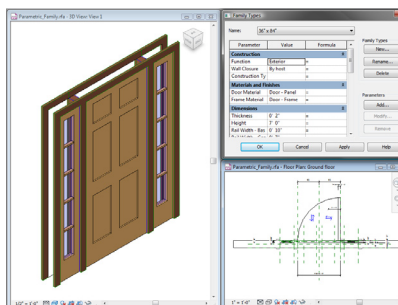 Parametric_Family.rfa - 3D View: View 1
1/2" = 1'-0"
Family Types
Name: 36"x 84"
Parameter Value Formula
Construction
Function Exterior =
Wall Closure By host =
Construction Ty =
Materials and Finishes
Door Material Door - Panel =
Frame Material Door - Frame =
Dimensions
Thickness 0' 2" =
Height 7' 0" =
Rail Width - Bas 0' 10" =
Family Types
New...
Rename...
Delete
Parameters
Add...
Modify...
Remove
OK Cancel Apply Help
Parametric_Family.rfa - Floor Plan: Ground floor
1" = 1'-0"